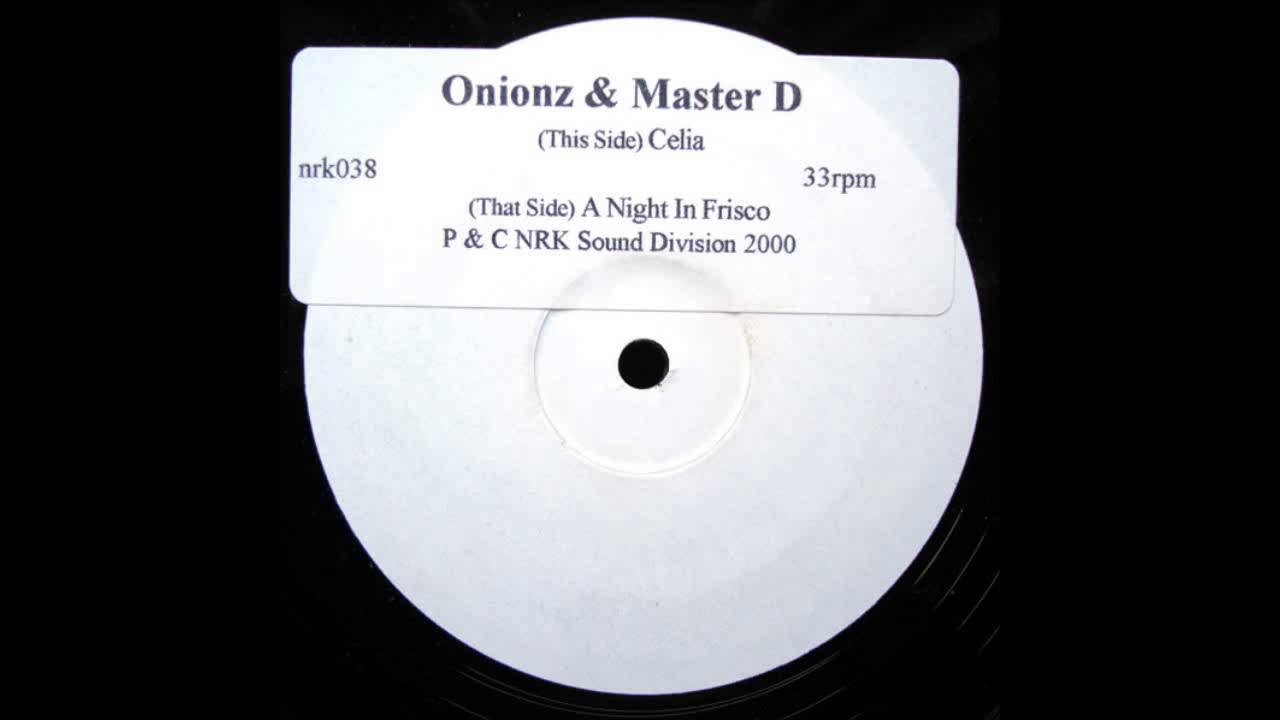 Onionz & Master D
(This Side) Celia
nrk038
33rpm
(That Side) A Night In Frisco
P & C NRK Sound Division 2000